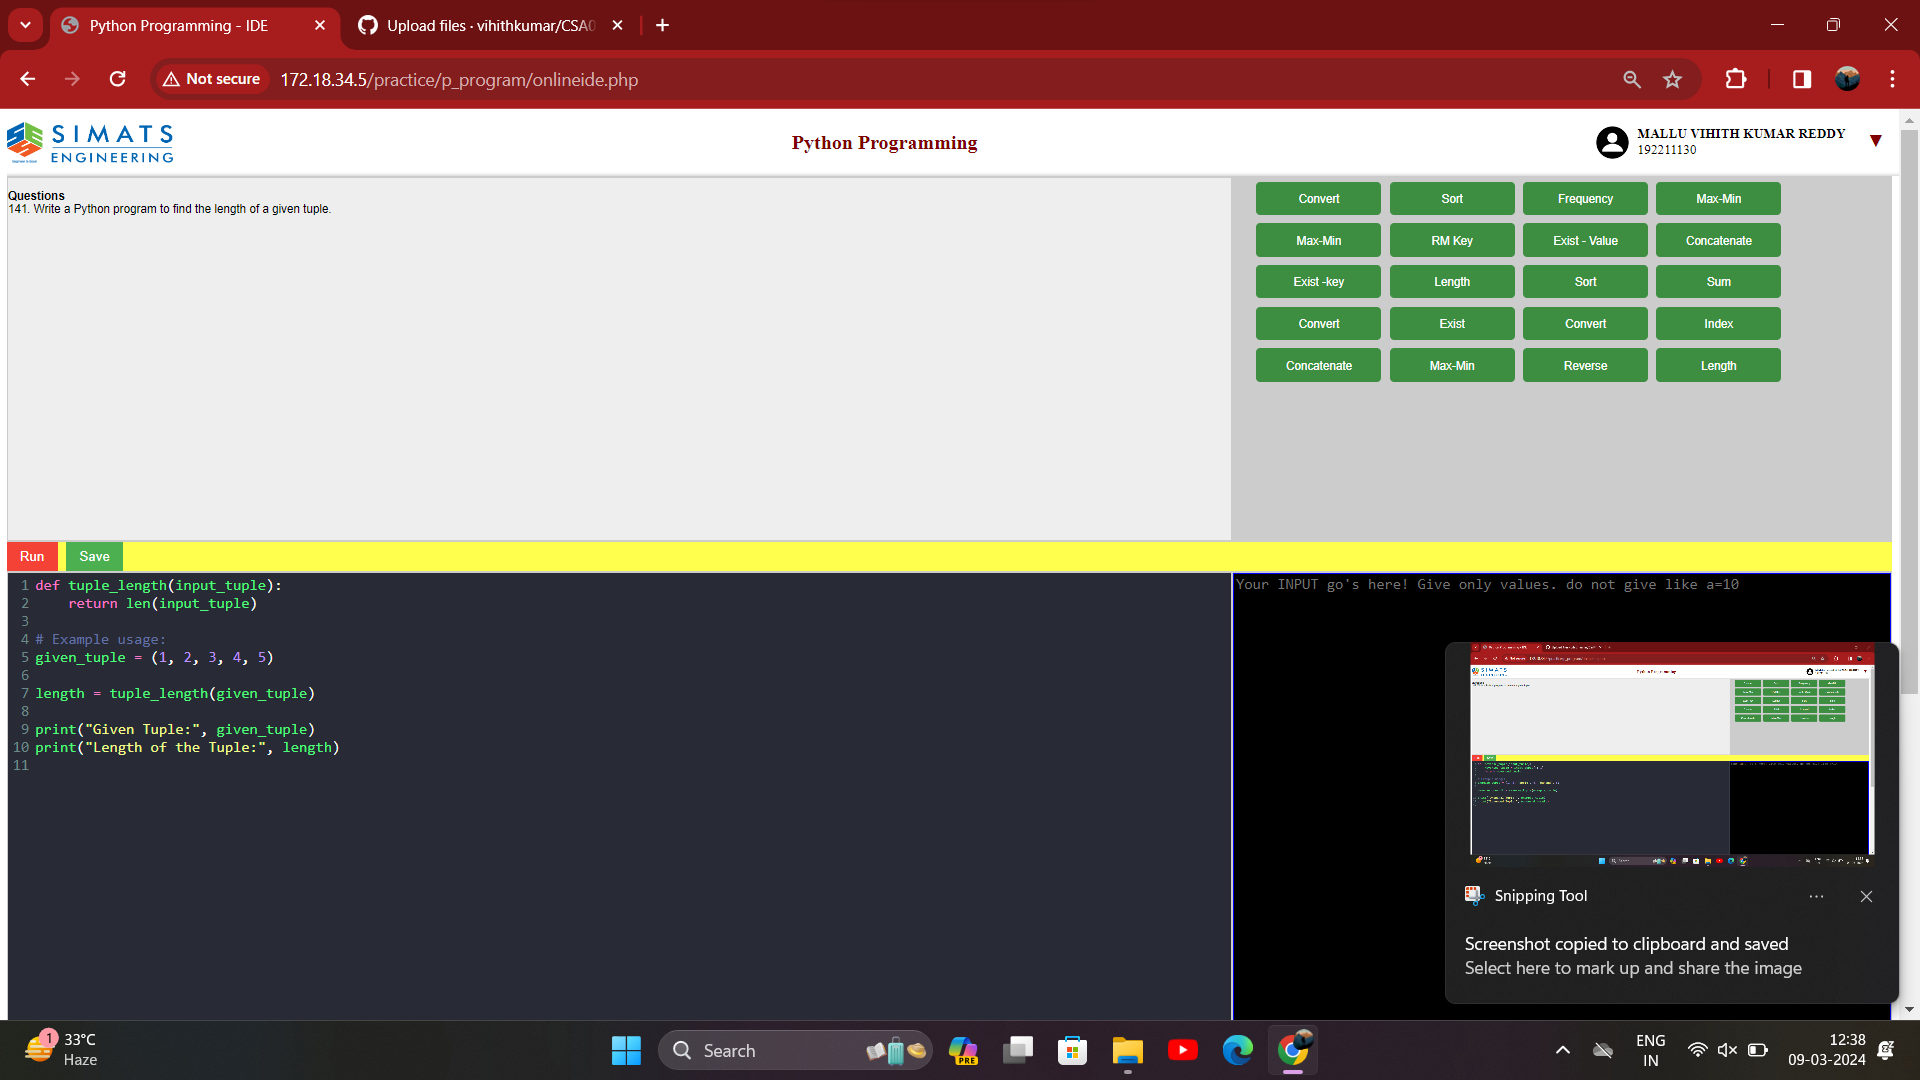 Python Programming - IDE
Upload files · vihithkumar/CSA0
Not secure
172.18.34.5/practice/p_program/onlineide.php
SIMATS
ENGINEERING
Python Programming
MALLU VIHITH KUMAR REDDY
192211130
Questions
141. Write a Python program to find the length of a given tuple.
Convert Sort Frequency Max-Min
Max-Min RM Key Exist - Value Concatenate
Exist -key Length Sort Sum
Convert Exist Convert Index
Concatenate Max-Min Reverse Length
Run Save
1 def tuple_length(input_tuple):
2     return len(input_tuple)
3
4 # Example usage:
5 given_tuple = (1, 2, 3, 4, 5)
6
7 length = tuple_length(given_tuple)
8
9 print("Given Tuple:", given_tuple)
10 print("Length of the Tuple:", length)
11
Your INPUT go's here! Give only values. do not give like a=10
Snipping Tool
Screenshot copied to clipboard and saved
Select here to mark up and share the image
1
33°C
Haze
Search
PRE
ENG
IN
12:38
09-03-2024